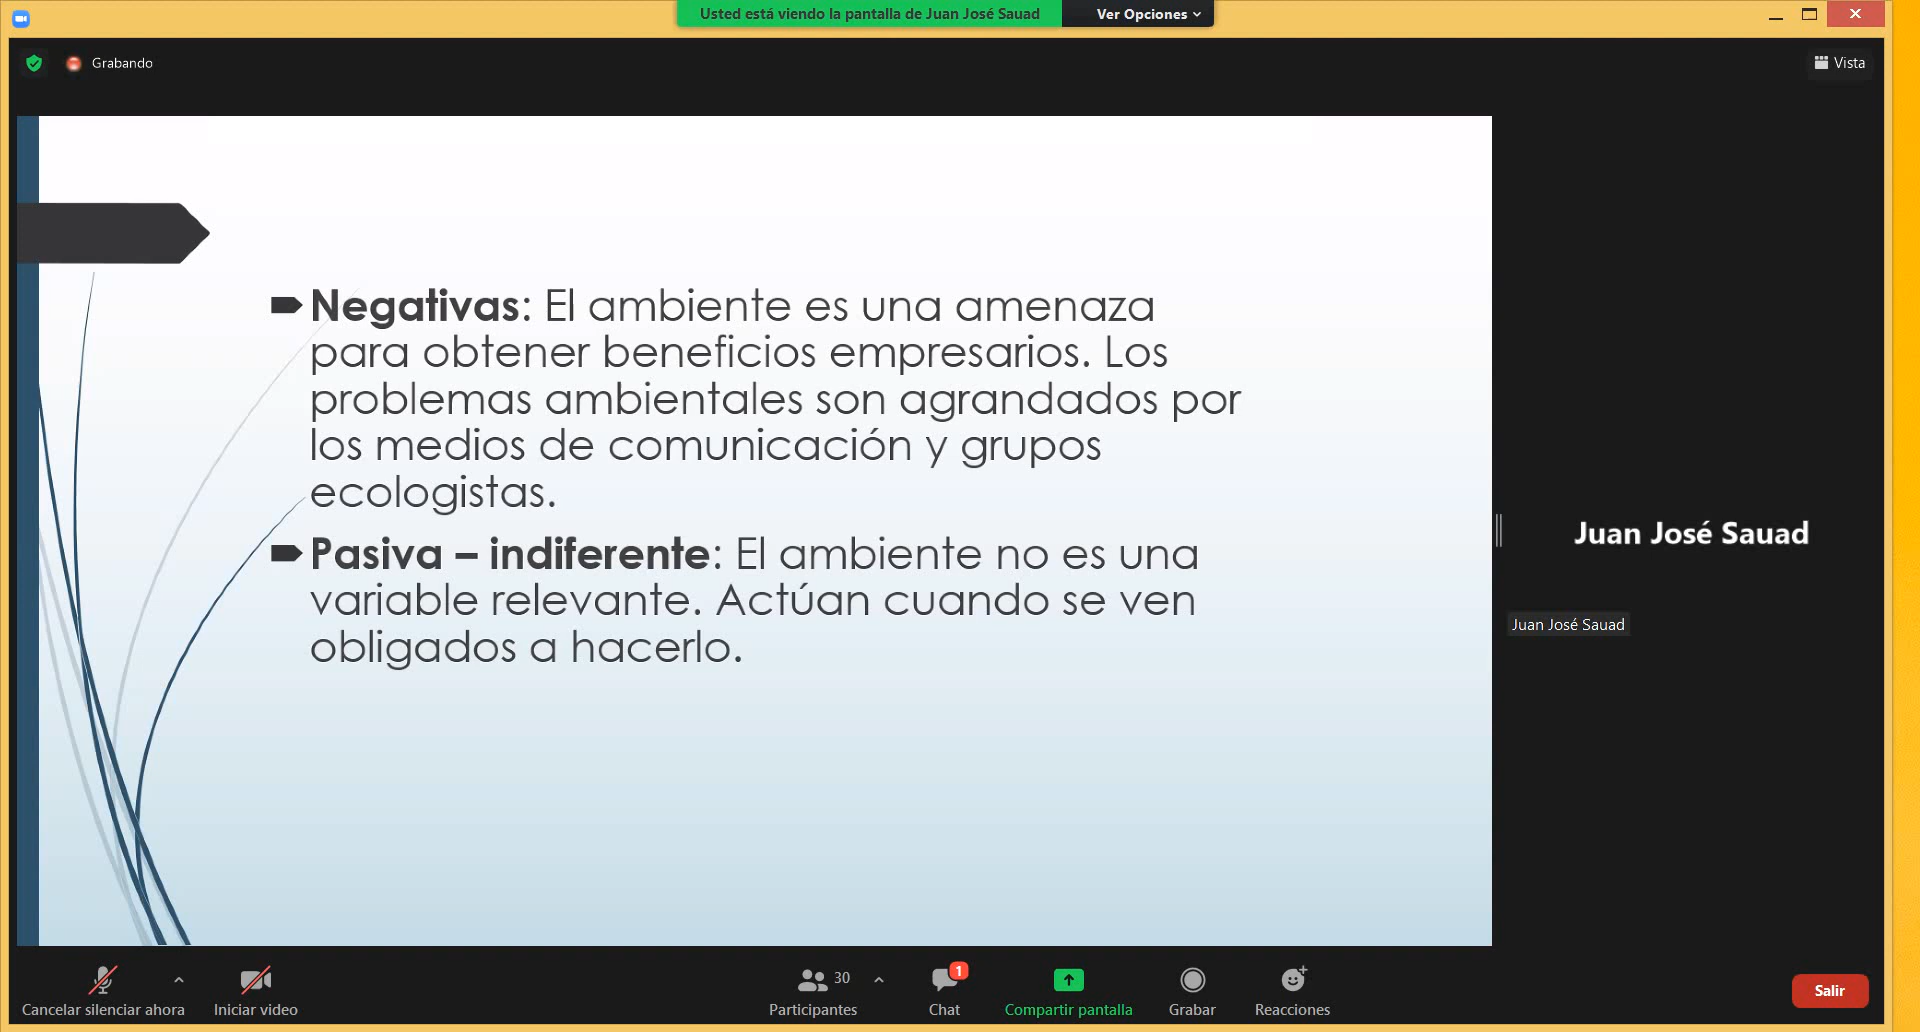 Usted está viendo la pantalla de Juan José Sauad
Ver Opciones
Grabando
Vista
Negativas: El ambiente es una amenaza
para obtener beneficios empresarios. Los
problemas ambientales son agrandados por
los medios de comunicación y grupos
ecologistas.
Pasiva – indiferente: El ambiente no es una
variable relevante. Actúan cuando se ven
obligados a hacerlo.
Juan José Sauad
Juan José Sauad
Cancelar silenciar ahora
Iniciar video
30
Participantes
1
Chat
Compartir pantalla
Grabar
Reacciones
Salir